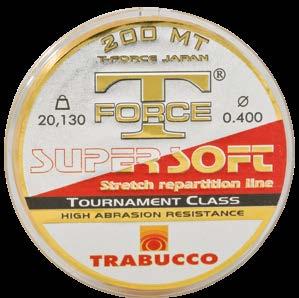 200 MT
T-FORCE JAPAN
T FORCE ®
20,130
Ø 0.400
SUPER SOFT
Stretch repartition line
TOURNAMENT CLASS
HIGH ABRASION RESISTANCE
TRABUCCO